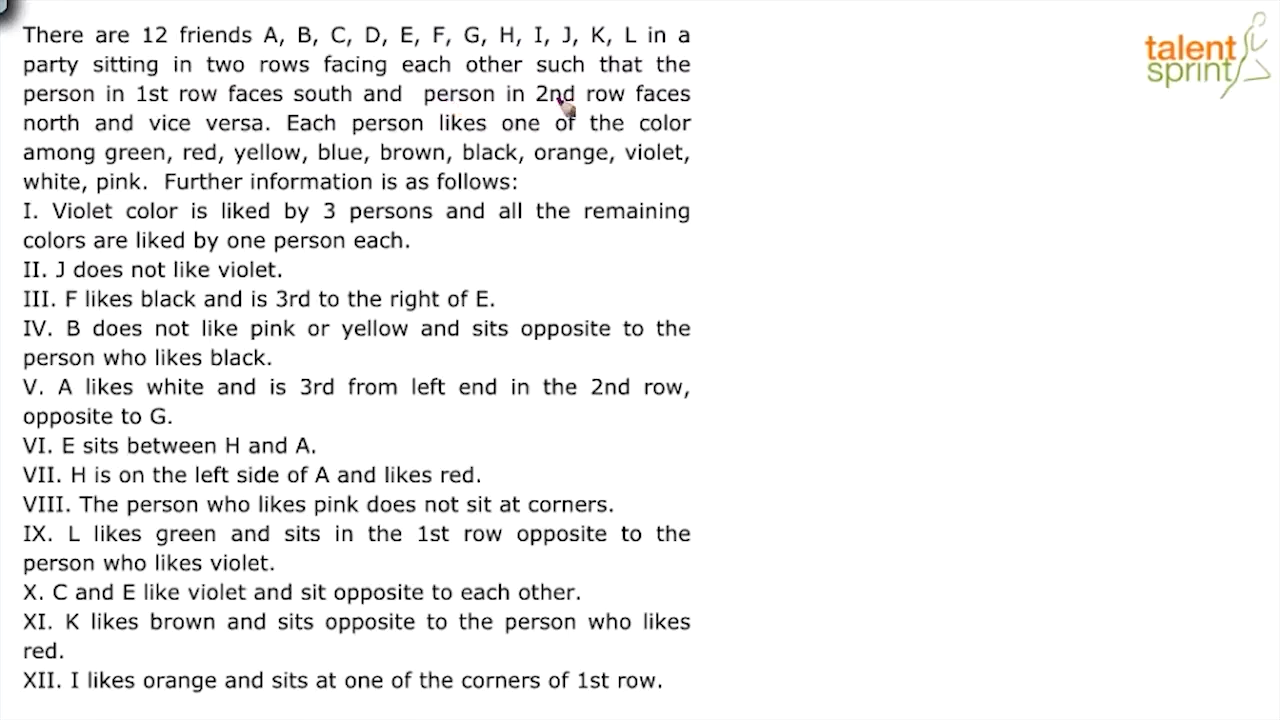 There are 12 friends A, B, C, D, E, F, G, H, I, J, K, L in a
party sitting in two rows facing each other such that the
person in 1st row faces south and person in 2nd row faces
north and vice versa. Each person likes one of the color
among green, red, yellow, blue, brown, black, orange, violet,
white, pink. Further information is as follows:
I. Violet color is liked by 3 persons and all the remaining
colors are liked by one person each.
II. J does not like violet.
III. F likes black and is 3rd to the right of E.
IV. B does not like pink or yellow and sits opposite to the
person who likes black.
V. A likes white and is 3rd from left end in the 2nd row,
opposite to G.
VI. E sits between H and A.
VII. H is on the left side of A and likes red.
VIII. The person who likes pink does not sit at corners.
IX. L likes green and sits in the 1st row opposite to the
person who likes violet.
X. C and E like violet and sit opposite to each other.
XI. K likes brown and sits opposite to the person who likes
red.
XII. I likes orange and sits at one of the corners of 1st row.
talent
sprint